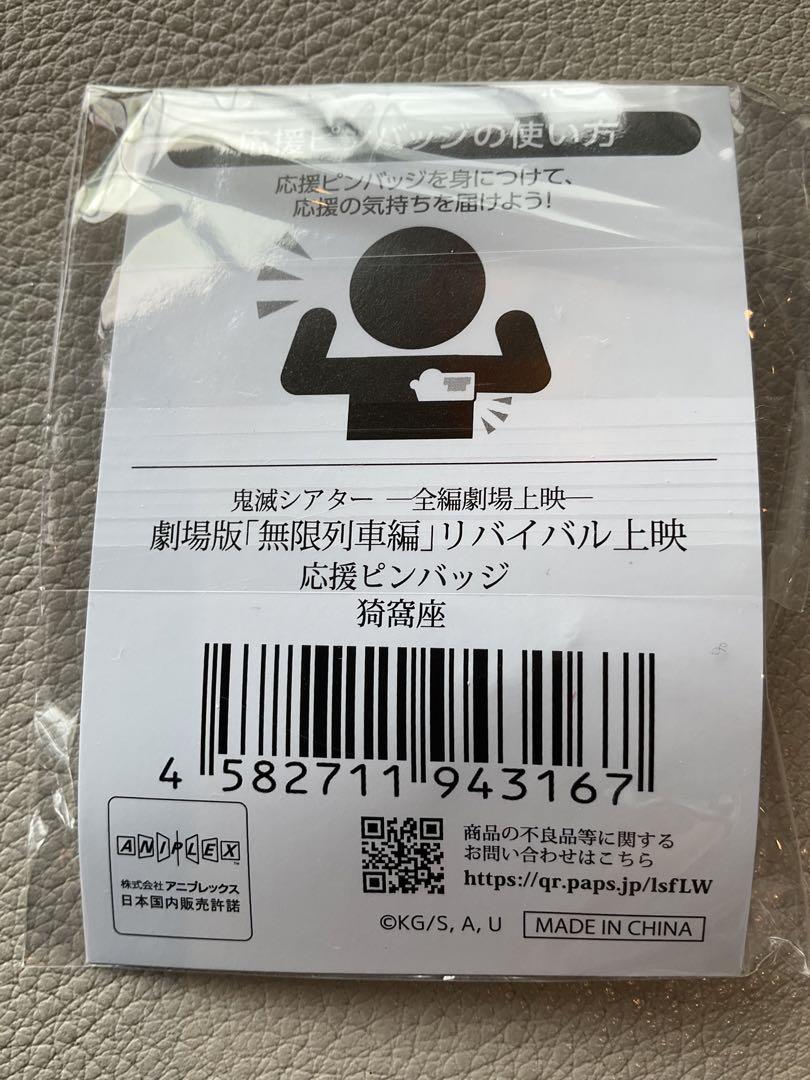 応援ピンバッジの使い方
応援ピンバッジを身につけて、
応援の気持ちを届けよう!
鬼滅シアター ―全編劇場上映―
劇場版「無限列車編」リバイバル上映
応援ピンバッジ
猗窩座
4 582711 943167
ANIPLEX™
株式会社アニプレックス
日本国内販売許諾
商品の不良品等に関する
お問い合わせはこちら
https://qr.paps.jp/lsfLW
©KG/S, A, U
MADE IN CHINA